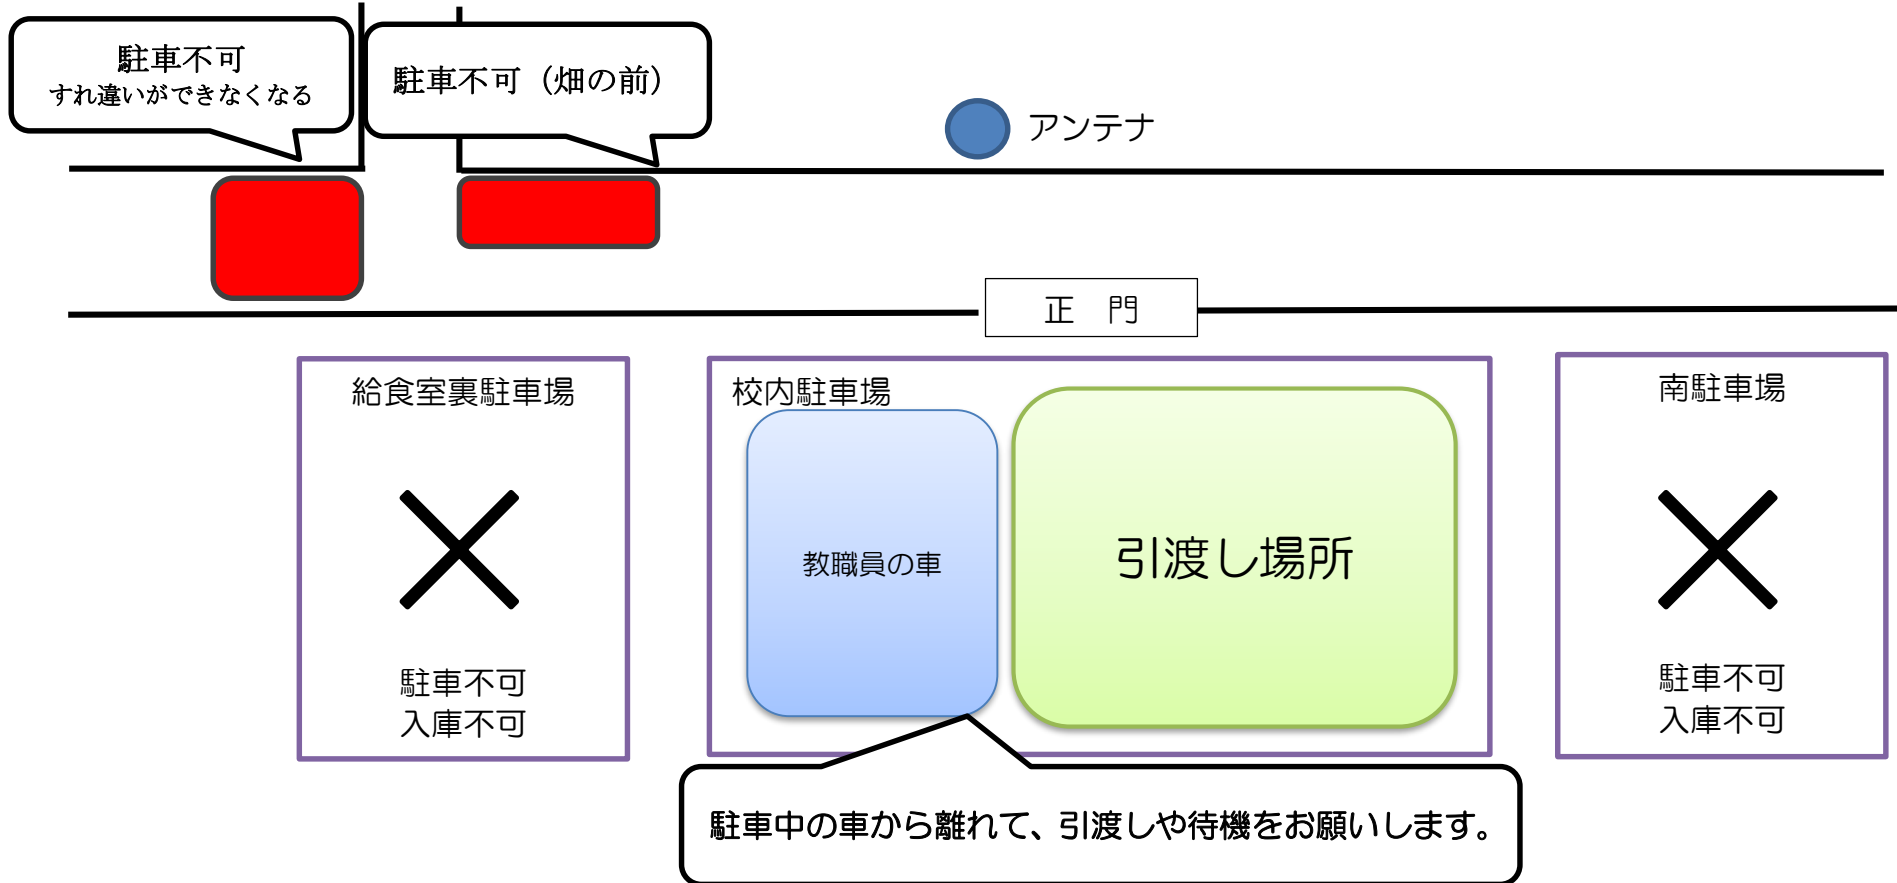 駐車不可
すれ違いができなくなる
駐車不可（畑の前）
アンテナ
正　門
給食室裏駐車場
駐車不可
入庫不可
校内駐車場
教職員の車
引渡し場所
南駐車場
駐車不可
入庫不可
駐車中の車から離れて、引渡しや待機をお願いします。